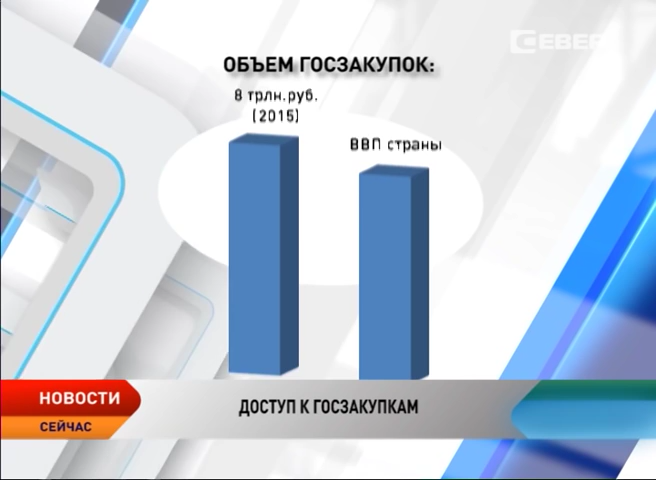 СЕВЕР
ОБЪЕМ ГОСЗАКУПОК:
8 трлн.руб.
(2015)
ВВП страны
НОВОСТИ
ДОСТУП К ГОСЗАКУПКАМ
СЕЙЧАС